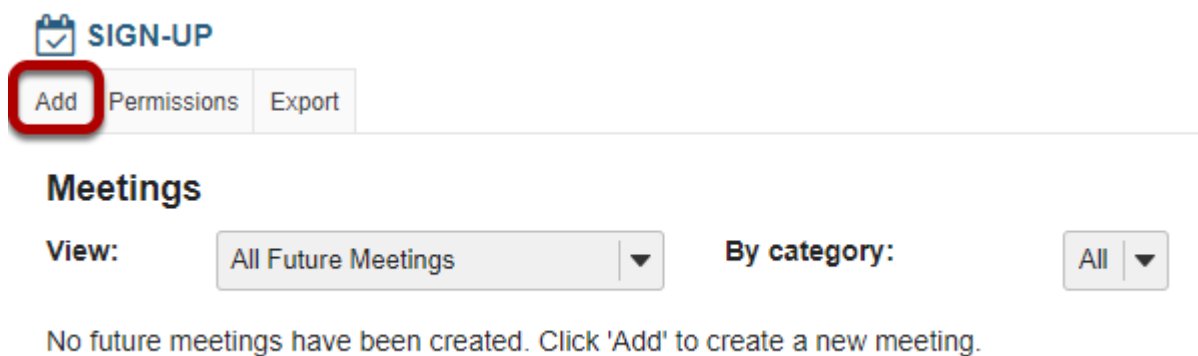 SIGN-UP
Add Permissions Export
Meetings
View: All Future Meetings By category: All
No future meetings have been created. Click 'Add' to create a new meeting.